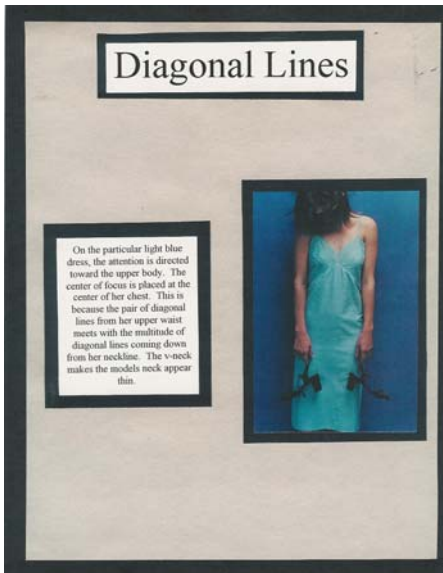 Diagonal Lines
On the particular light blue
dress, the attention is directed
toward the upper body.  The
center of focus is placed at the
center of her chest.  This is
because the pair of diagonal
lines from her upper waist
meets with the multitude of
diagonal lines coming down
from her neckline.  The v-neck
makes the models neck appear
thin.